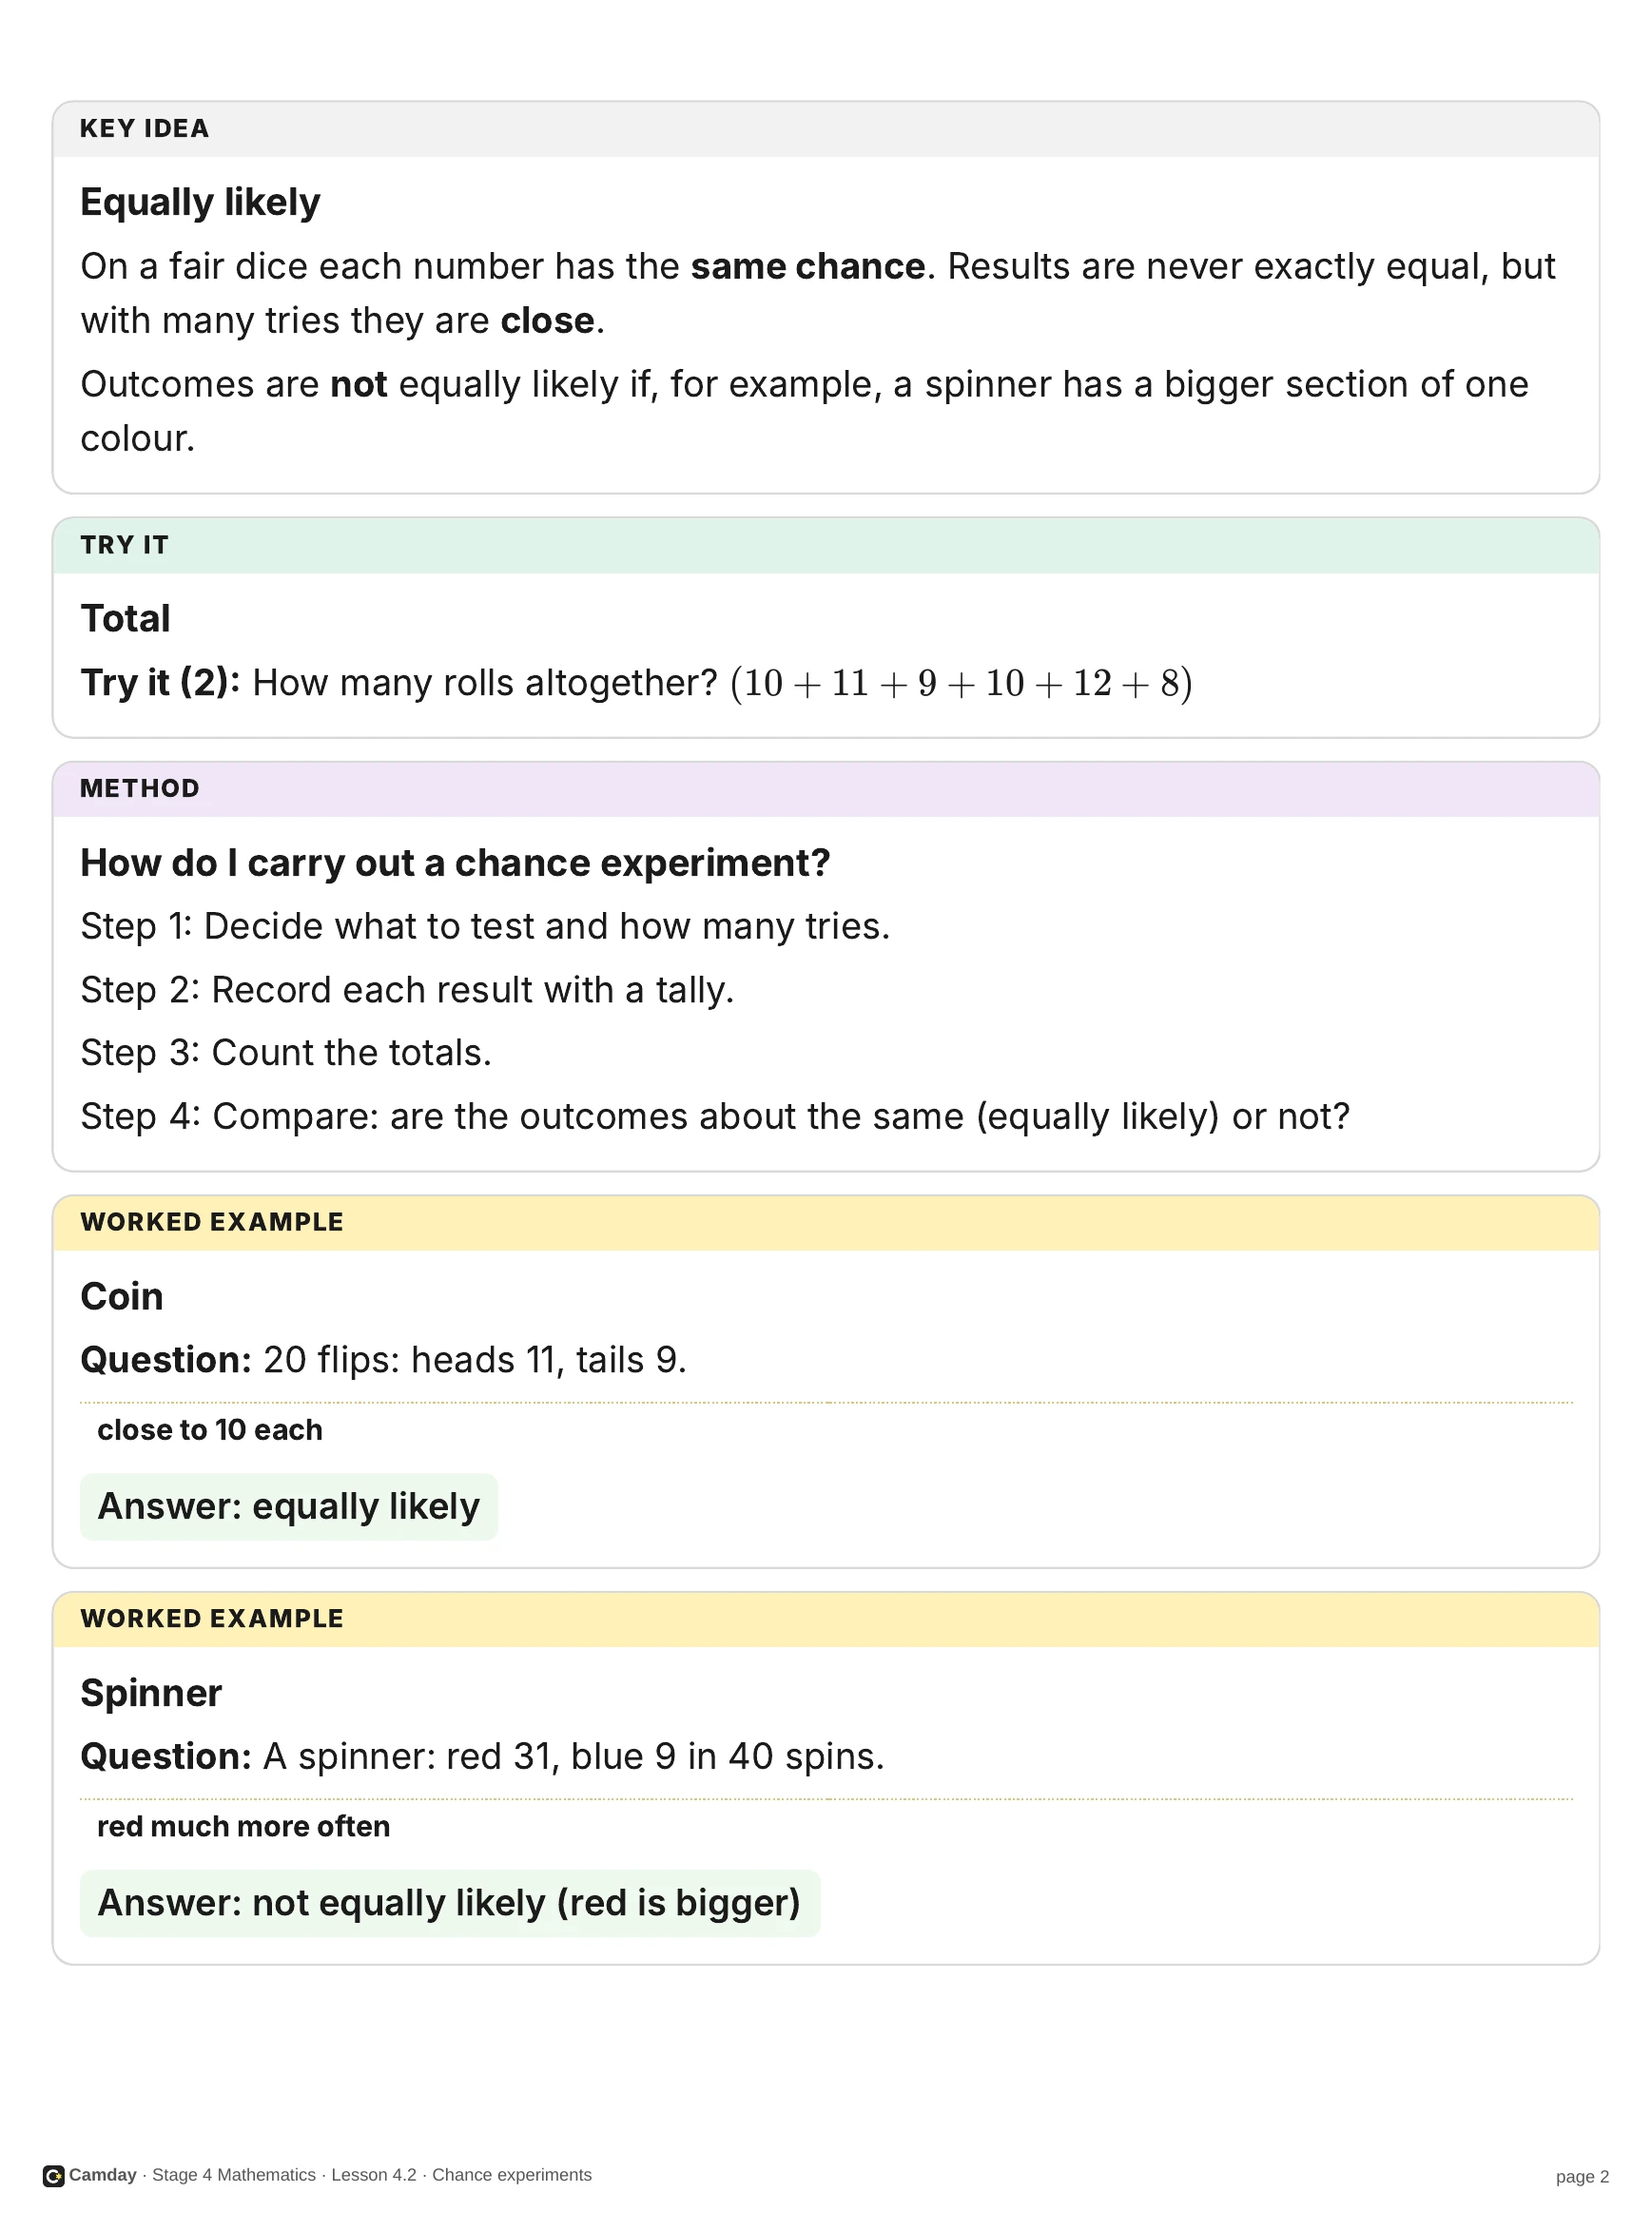 KEY IDEA
Equally likely
On a fair dice each number has the same chance. Results are never exactly equal, but
with many tries they are close.
Outcomes are not equally likely if, for example, a spinner has a bigger section of one
colour.
TRY IT
Total
Try it (2): How many rolls altogether? (10 + 11 + 9 + 10 + 12 + 8)
METHOD
How do I carry out a chance experiment?
Step 1: Decide what to test and how many tries.
Step 2: Record each result with a tally.
Step 3: Count the totals.
Step 4: Compare: are the outcomes about the same (equally likely) or not?
WORKED EXAMPLE
Coin
Question: 20 flips: heads 11, tails 9.
close to 10 each
Answer: equally likely
WORKED EXAMPLE
Spinner
Question: A spinner: red 31, blue 9 in 40 spins.
red much more often
Answer: not equally likely (red is bigger)
Camday · Stage 4 Mathematics · Lesson 4.2 · Chance experiments
page 2